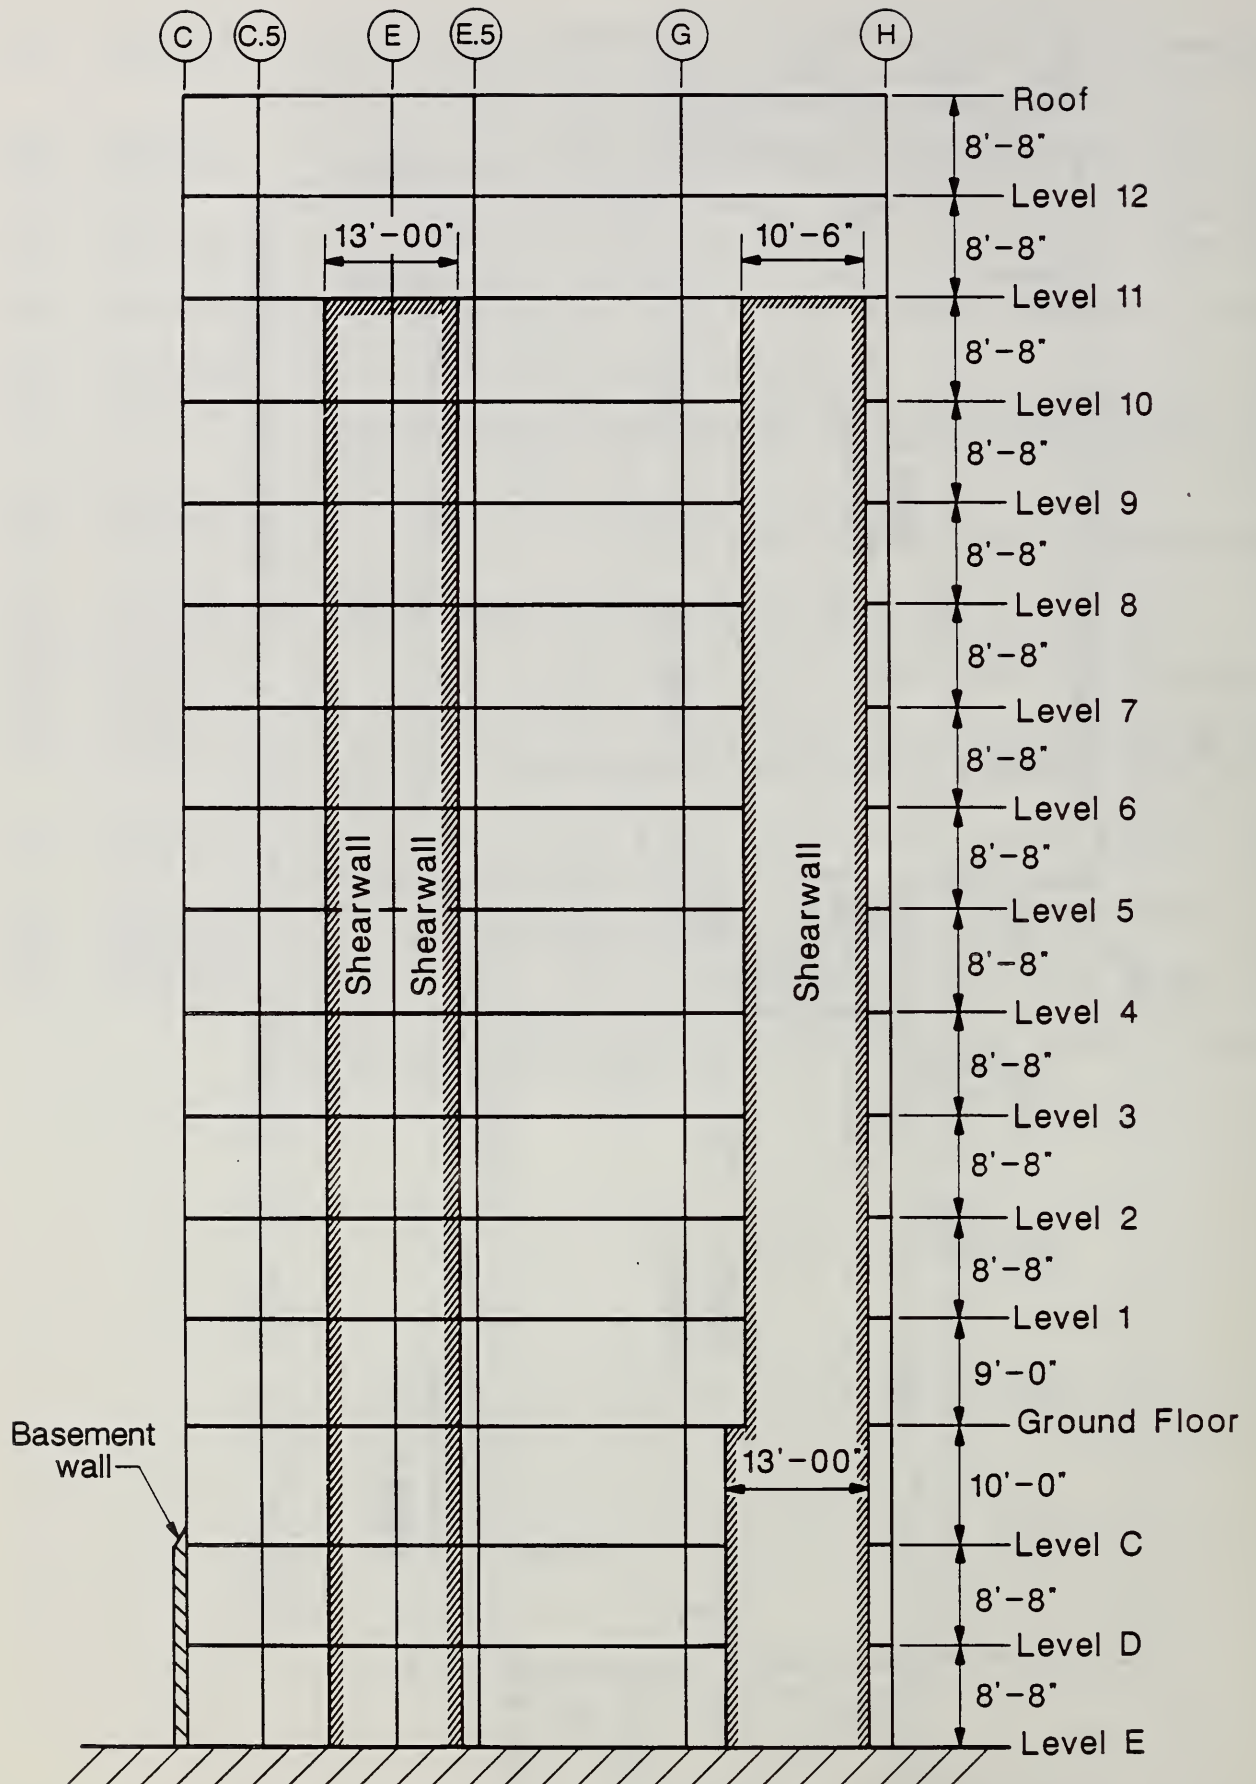 C C.5 E E.5 G H
Roof
8'-8"
Level 12
13'-00" 10'-6" 8'-8"
Level 11
8'-8"
Level 10
8'-8"
Level 9
8'-8"
Level 8
8'-8"
Level 7
8'-8"
Level 6
Shearwall Shearwall Shearwall 8'-8"
Level 5
8'-8"
Level 4
8'-8"
Level 3
8'-8"
Level 2
8'-8"
Level 1
9'-0"
Ground Floor
Basement
wall
13'-00" 10'-0"
Level C
8'-8"
Level D
8'-8"
Level E